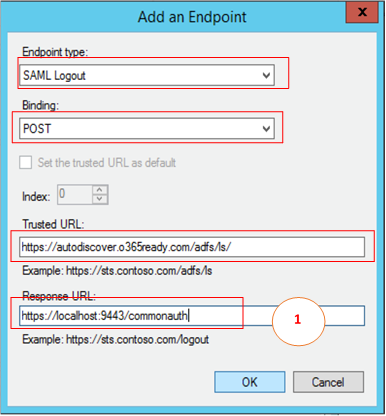 Add an Endpoint
x
Endpoint type:
SAML Logout
Binding:
POST
Set the trusted URL as default
Index: 0
Trusted URL:
https://autodiscover.o365ready.com/adfs/ls/
Example: https://sts.contoso.com/adfs/ls
Response URL:
https://localhost:9443/commonauth
1
Example: https://sts.contoso.com/logout
OK Cancel